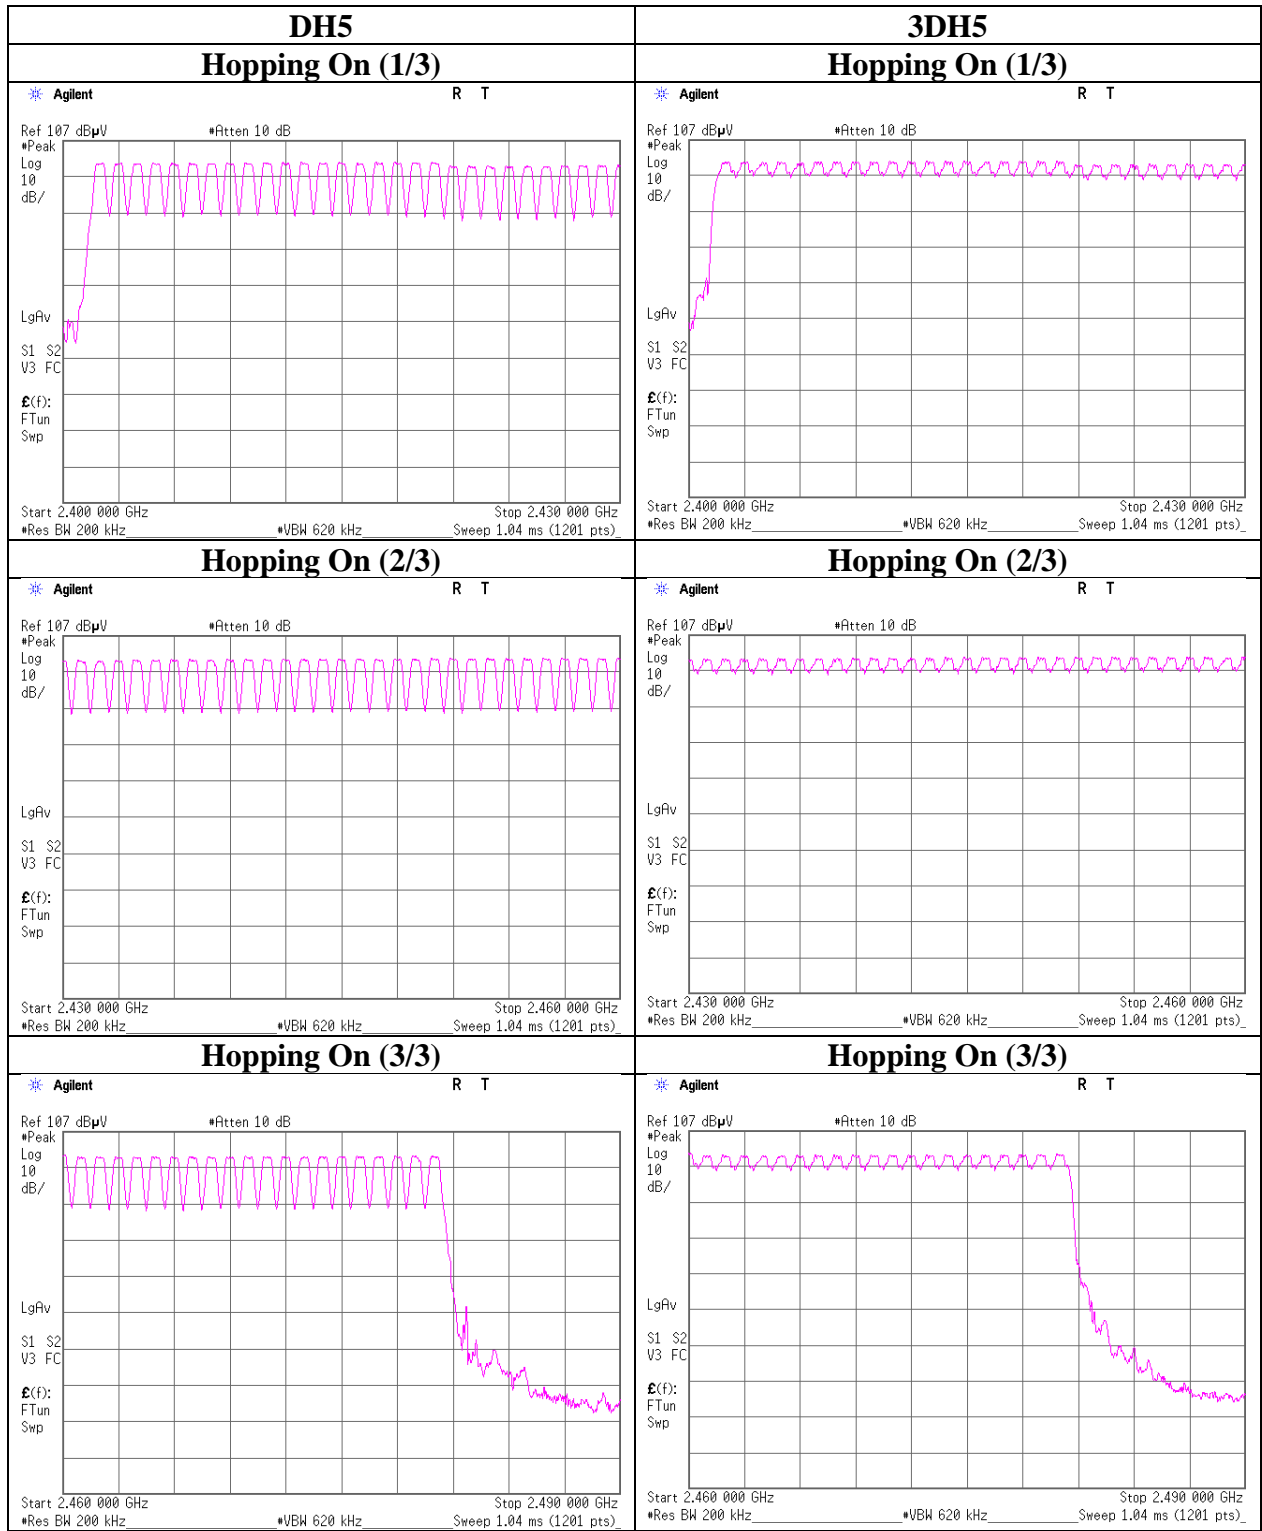 DH5
3DH5
Hopping On (1/3)
Hopping On (1/3)
Agilent
R T
Ref 107 dBµV
#Atten 10 dB
#Peak
Log
10
dB/
LgAv
S1 S2
V3 FC
£(f):
FTun
Swp
Start 2.400 000 GHz
Stop 2.430 000 GHz
#Res BW 200 kHz
#VBW 620 kHz
Sweep 1.04 ms (1201 pts)
Agilent
R T
Ref 107 dBµV
#Atten 10 dB
#Peak
Log
10
dB/
LgAv
S1 S2
V3 FC
£(f):
FTun
Swp
Start 2.400 000 GHz
Stop 2.430 000 GHz
#Res BW 200 kHz
#VBW 620 kHz
Sweep 1.04 ms (1201 pts)
Hopping On (2/3)
Hopping On (2/3)
Agilent
R T
Ref 107 dBµV
#Atten 10 dB
#Peak
Log
10
dB/
LgAv
S1 S2
V3 FC
£(f):
FTun
Swp
Start 2.430 000 GHz
Stop 2.460 000 GHz
#Res BW 200 kHz
#VBW 620 kHz
Sweep 1.04 ms (1201 pts)
Agilent
R T
Ref 107 dBµV
#Atten 10 dB
#Peak
Log
10
dB/
LgAv
S1 S2
V3 FC
£(f):
FTun
Swp
Start 2.430 000 GHz
Stop 2.460 000 GHz
#Res BW 200 kHz
#VBW 620 kHz
Sweep 1.04 ms (1201 pts)
Hopping On (3/3)
Hopping On (3/3)
Agilent
R T
Ref 107 dBµV
#Atten 10 dB
#Peak
Log
10
dB/
LgAv
S1 S2
V3 FC
£(f):
FTun
Swp
Start 2.460 000 GHz
Stop 2.490 000 GHz
#Res BW 200 kHz
#VBW 620 kHz
Sweep 1.04 ms (1201 pts)
Agilent
R T
Ref 107 dBµV
#Atten 10 dB
#Peak
Log
10
dB/
LgAv
S1 S2
V3 FC
£(f):
FTun
Swp
Start 2.460 000 GHz
Stop 2.490 000 GHz
#Res BW 200 kHz
#VBW 620 kHz
Sweep 1.04 ms (1201 pts)